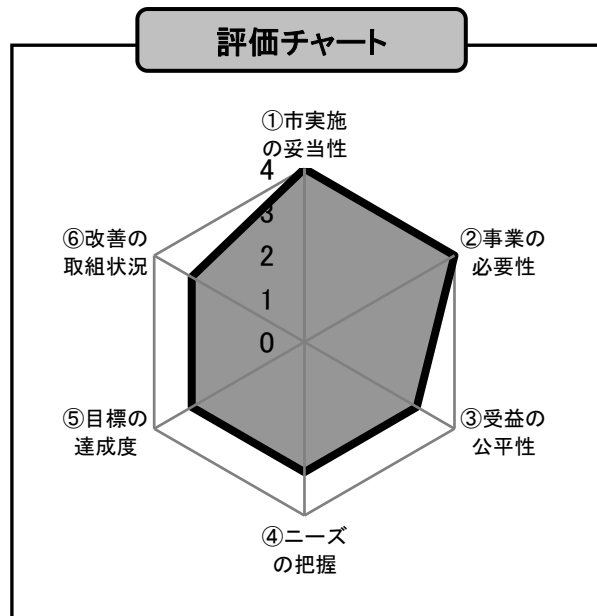 評価チャート
①市実施
の妥当性
4
3
2
1
0
②事業の
必要性
③受益の
公平性
④ニーズ
の把握
⑤目標の
達成度
⑥改善の
取組状況